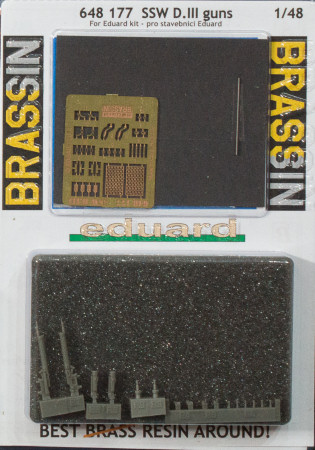 648 177 SSW D.III guns 1/48
For Eduard kit - pro stavebnici Eduard
BRASSIN
BRASSIN
eduard
BEST BRASS RESIN AROUND!